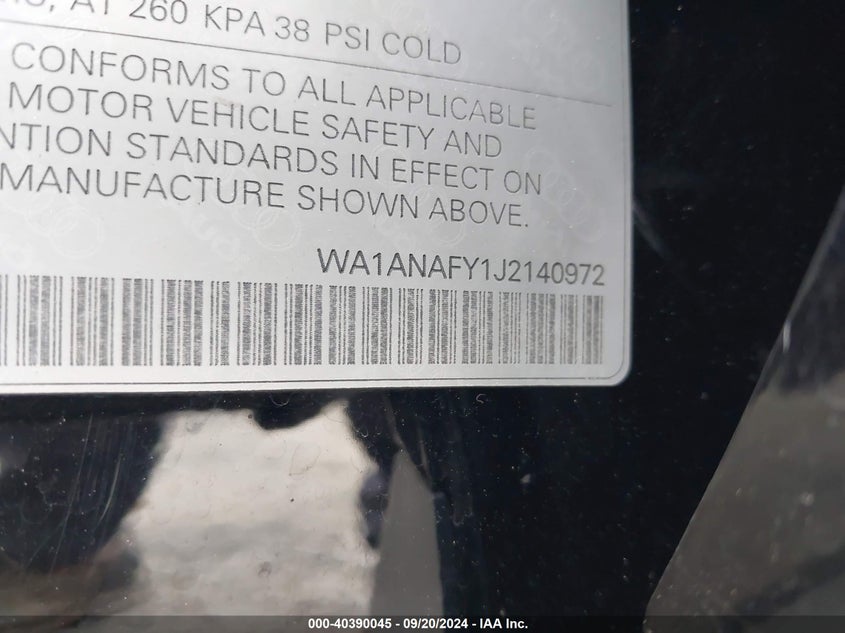 AT 260 KPA 38 PSI COLD
CONFORMS TO ALL APPLICABLE
MOTOR VEHICLE SAFETY AND
NTION STANDARDS IN EFFECT ON
MANUFACTURE SHOWN ABOVE.
WA1ANAFY1J2140972
000-40390045 - 09/20/2024 - IAA Inc.